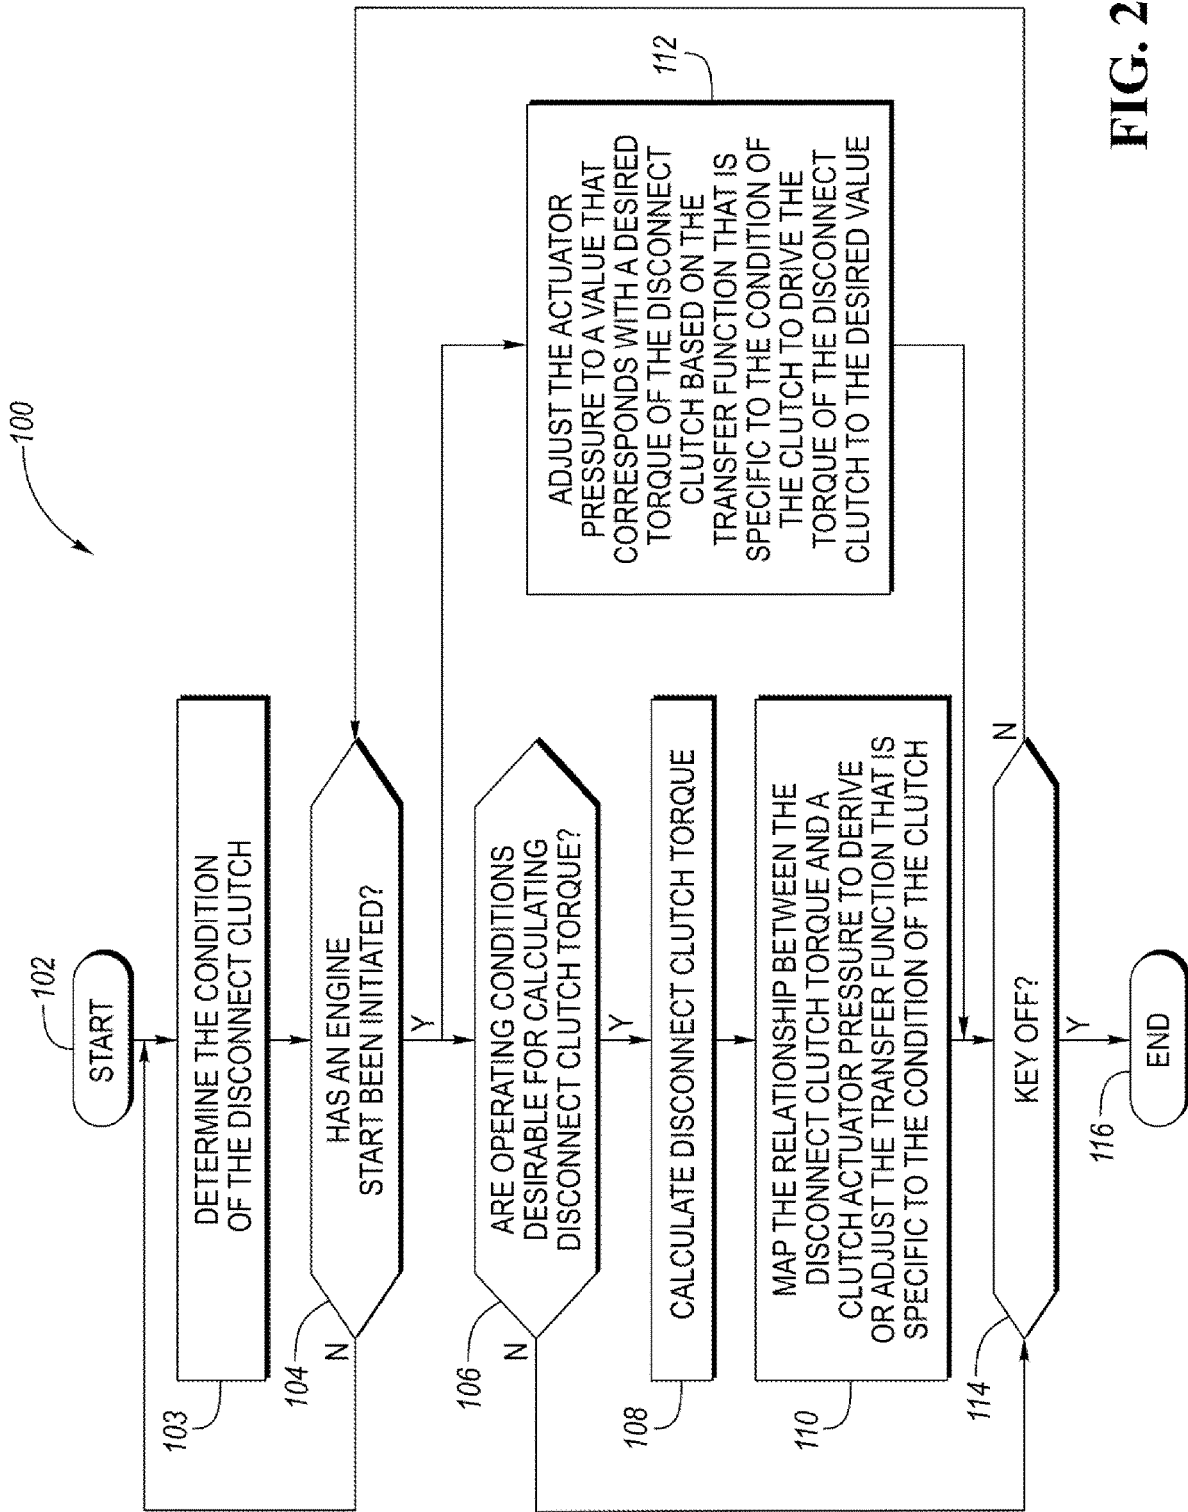 100
102
START
DETERMINE THE CONDITION
OF THE DISCONNECT CLUTCH
103
HAS AN ENGINE
START BEEN INITIATED?
104
N
Y
ARE OPERATING CONDITIONS
DESIRABLE FOR CALCULATING
DISCONNECT CLUTCH TORQUE?
106
N
Y
CALCULATE DISCONNECT CLUTCH TORQUE
108
MAP THE RELATIONSHIP BETWEEN THE
DISCONNECT CLUTCH TORQUE AND A
CLUTCH ACTUATOR PRESSURE TO DERIVE
OR ADJUST THE TRANSFER FUNCTION THAT IS
SPECIFIC TO THE CONDITION OF THE CLUTCH
110
ADJUST THE ACTUATOR
PRESSURE TO A VALUE THAT
CORRESPONDS WITH A DESIRED
TORQUE OF THE DISCONNECT
CLUTCH BASED ON THE
TRANSFER FUNCTION THAT IS
SPECIFIC TO THE CONDITION OF
THE CLUTCH TO DRIVE THE
TORQUE OF THE DISCONNECT
CLUTCH TO THE DESIRED VALUE
112
KEY OFF?
114
N
Y
END
116
FIG. 2